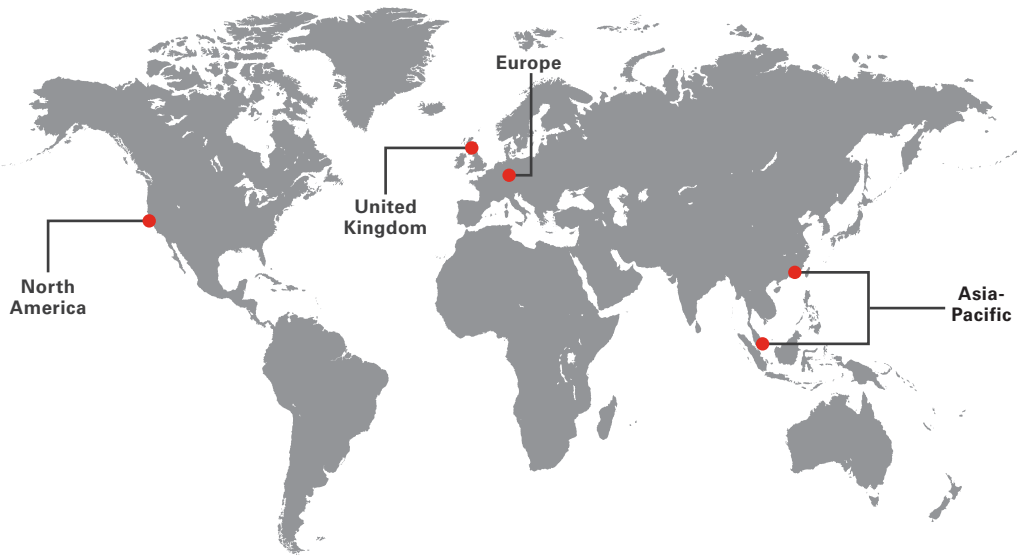 Europe
United
Kingdom
North
America
Asia-
Pacific